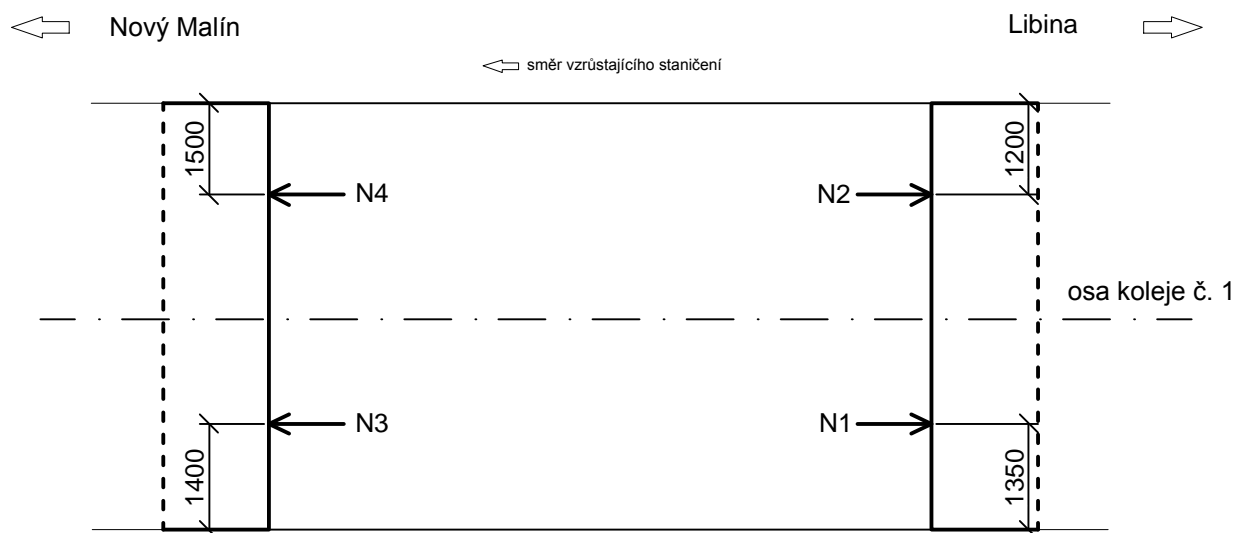 Nový Malín
Libina
směr vzrůstajícího staničení
1500
1200
N4
N2
osa koleje č. 1
N3
N1
1400
1350